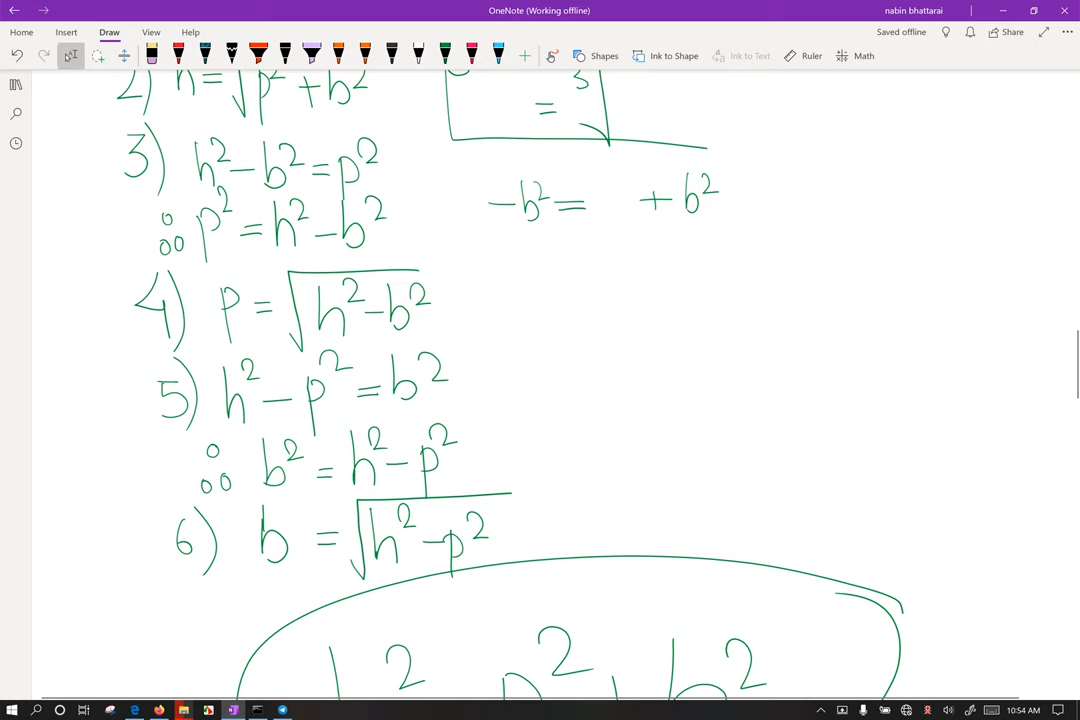 OneNote (Working offline)
nabin bhattarai
Home Insert Draw View Help
Saved offline
Share
Shapes
Ink to Shape
Ink to Text
Ruler
Math
2) h = √p² + b²
=
3) h² - b² = p²
-b² = + b²
∴ p² = h² - b²
4) p = √h² - b²
5) h² - p² = b²
∴ b² = h² - p²
6) b = √h² - p²
10:54 AM